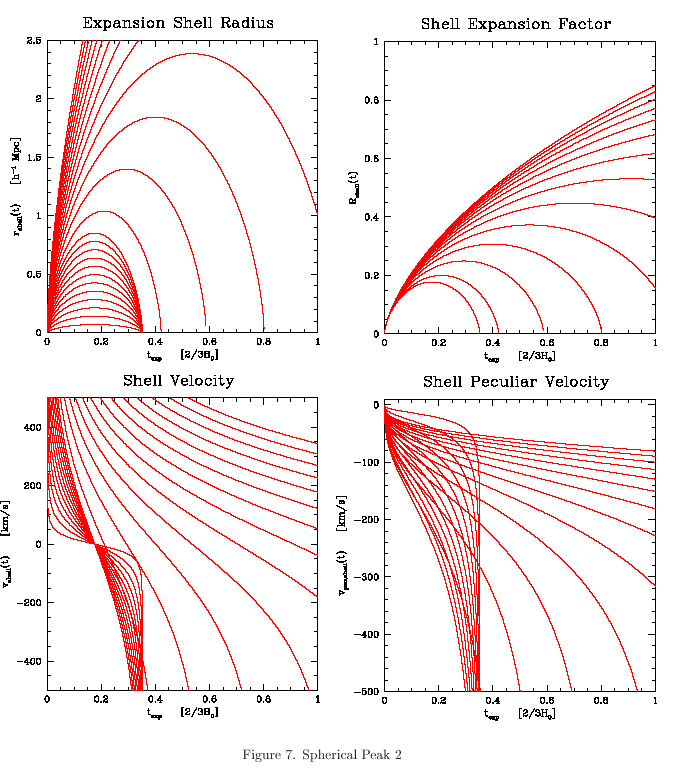 Expansion Shell Radius
Shell Expansion Factor
2.5
2
1.5
1
0.5
0
r_shell(t) [h⁻¹ Mpc]
0 0.2 0.4 0.6 0.8 1
t_exp [2/3H₀]
1
0.8
0.6
0.4
0.2
0
R_shell(t)
0 0.2 0.4 0.6 0.8 1
t_exp [2/3H₀]
Shell Velocity
Shell Peculiar Velocity
400
200
0
−200
−400
v_shell(t) [km/s]
0 0.2 0.4 0.6 0.8 1
t_exp [2/3H₀]
0
−100
−200
−300
−400
−500
[km/s]
0 0.2 0.4 0.6 0.8 1
t_exp [2/3H₀]
Figure 7. Spherical Peak 2